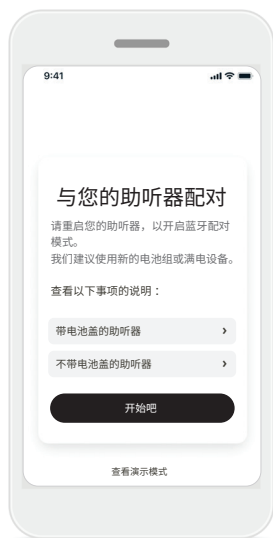 9:41
与您的助听器配对
请重启您的助听器，以开启蓝牙配对
模式。
我们建议使用新的电池组或满电设备。
查看以下事项的说明：
带电池盖的助听器
不带电池盖的助听器
开始吧
查看演示模式